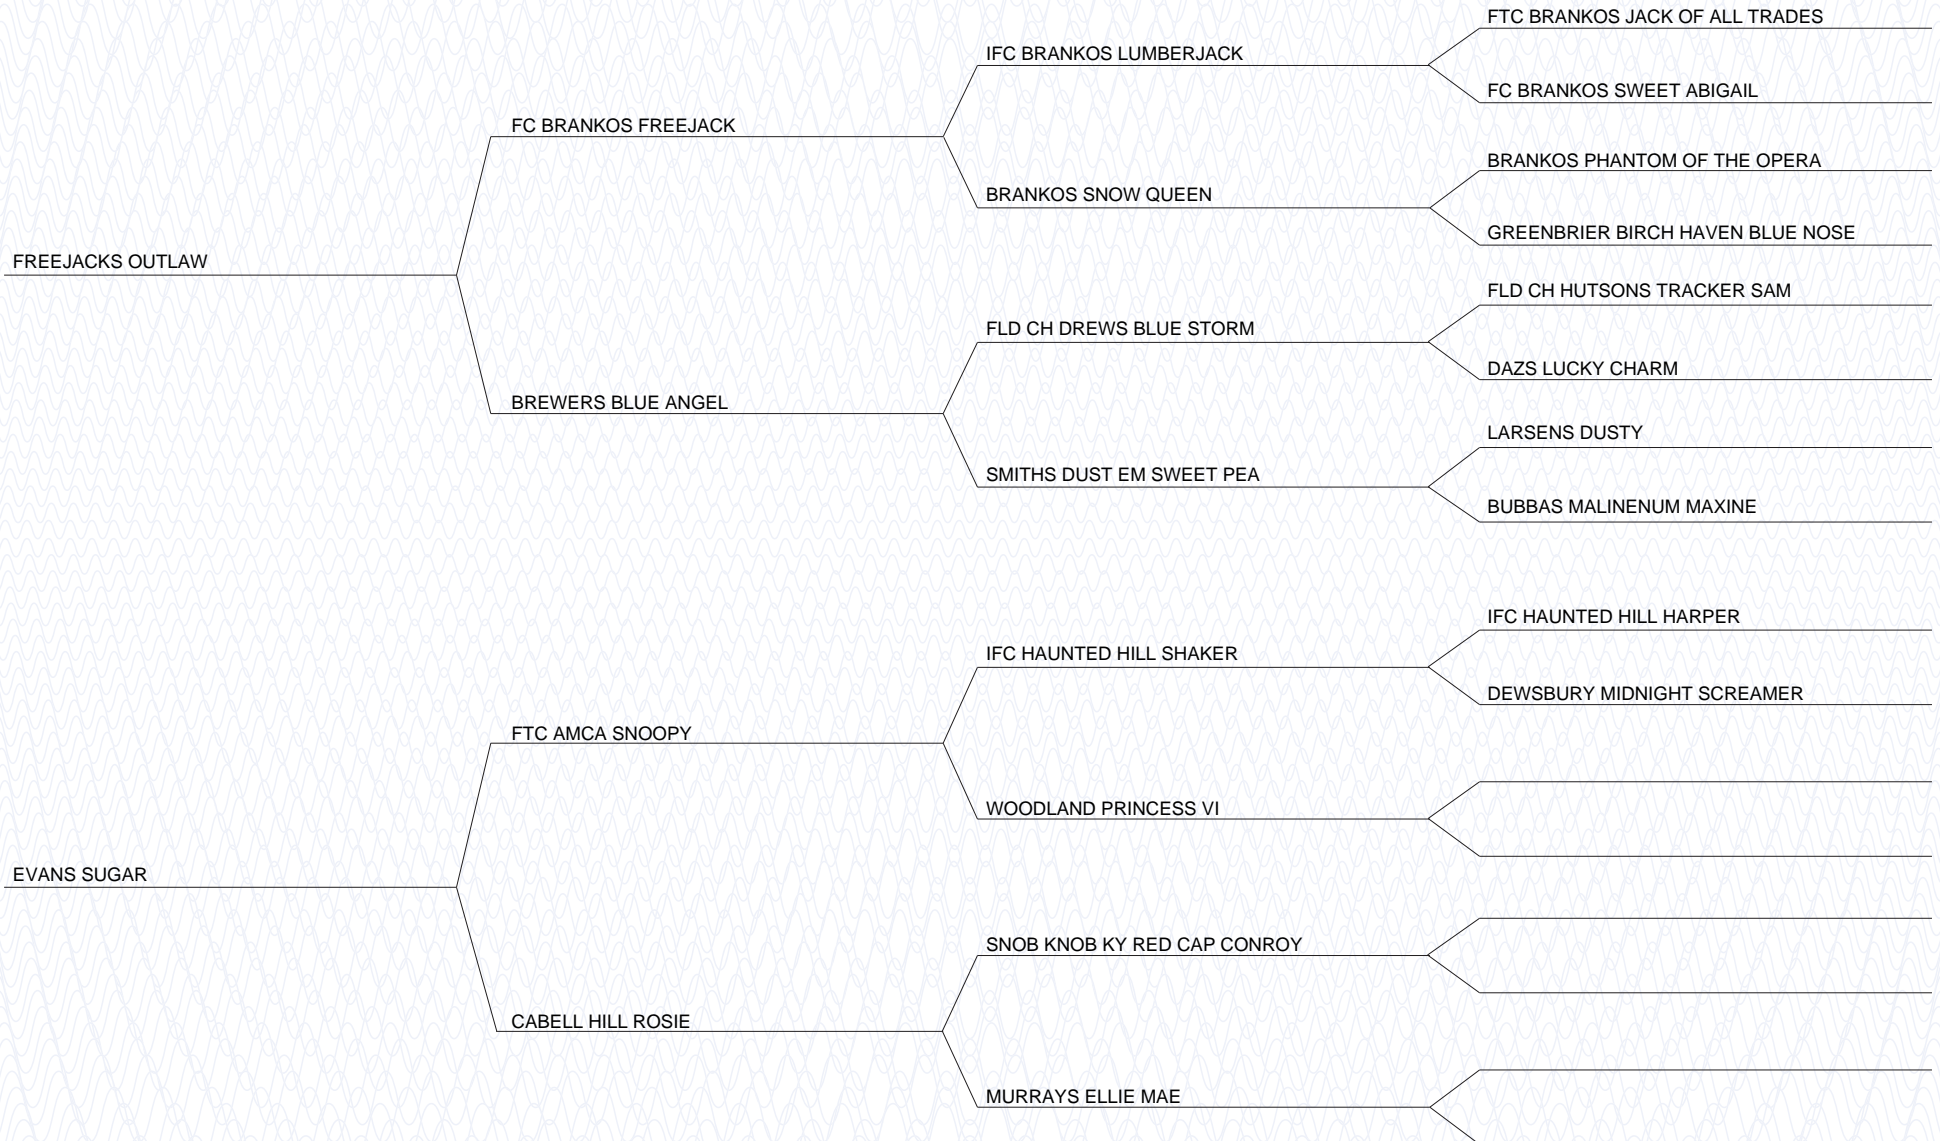 FTC BRANKOS JACK OF ALL TRADES
IFC BRANKOS LUMBERJACK
FC BRANKOS SWEET ABIGAIL
FC BRANKOS FREEJACK
BRANKOS PHANTOM OF THE OPERA
BRANKOS SNOW QUEEN
GREENBRIER BIRCH HAVEN BLUE NOSE
FREEJACKS OUTLAW
FLD CH HUTSONS TRACKER SAM
FLD CH DREWS BLUE STORM
DAZS LUCKY CHARM
BREWERS BLUE ANGEL
LARSENS DUSTY
SMITHS DUST EM SWEET PEA
BUBBAS MALINENUM MAXINE
IFC HAUNTED HILL HARPER
IFC HAUNTED HILL SHAKER
DEWSBURY MIDNIGHT SCREAMER
FTC AMCA SNOOPY
WOODLAND PRINCESS VI
EVANS SUGAR
SNOB KNOB KY RED CAP CONROY
CABELL HILL ROSIE
MURRAYS ELLIE MAE